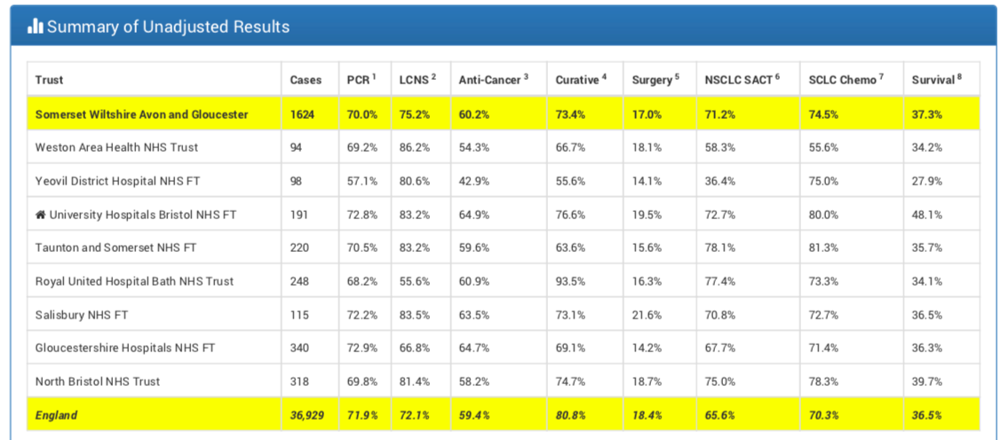 Summary of Unadjusted Results
Trust Cases PCR 1 LCNS 2 Anti-Cancer 3 Curative 4 Surgery 5 NSCLC SACT 6 SCLC Chemo 7 Survival 8
Somerset Wiltshire Avon and Gloucester 1624 70.0% 75.2% 60.2% 73.4% 17.0% 71.2% 74.5% 37.3%
Weston Area Health NHS Trust 94 69.2% 86.2% 54.3% 66.7% 18.1% 58.3% 55.6% 34.2%
Yeovil District Hospital NHS FT 98 57.1% 80.6% 42.9% 55.6% 14.1% 36.4% 75.0% 27.9%
University Hospitals Bristol NHS FT 191 72.8% 83.2% 64.9% 76.6% 19.5% 72.7% 80.0% 48.1%
Taunton and Somerset NHS FT 220 70.5% 83.2% 59.6% 63.6% 15.6% 78.1% 81.3% 35.7%
Royal United Hospital Bath NHS Trust 248 68.2% 55.6% 60.9% 93.5% 16.3% 77.4% 73.3% 34.1%
Salisbury NHS FT 115 72.2% 83.5% 63.5% 73.1% 21.6% 70.8% 72.7% 36.5%
Gloucestershire Hospitals NHS FT 340 72.9% 66.8% 64.7% 69.1% 14.2% 67.7% 71.4% 36.3%
North Bristol NHS Trust 318 69.8% 81.4% 58.2% 74.7% 18.7% 75.0% 78.3% 39.7%
England 36,929 71.9% 72.1% 59.4% 80.8% 18.4% 65.6% 70.3% 36.5%